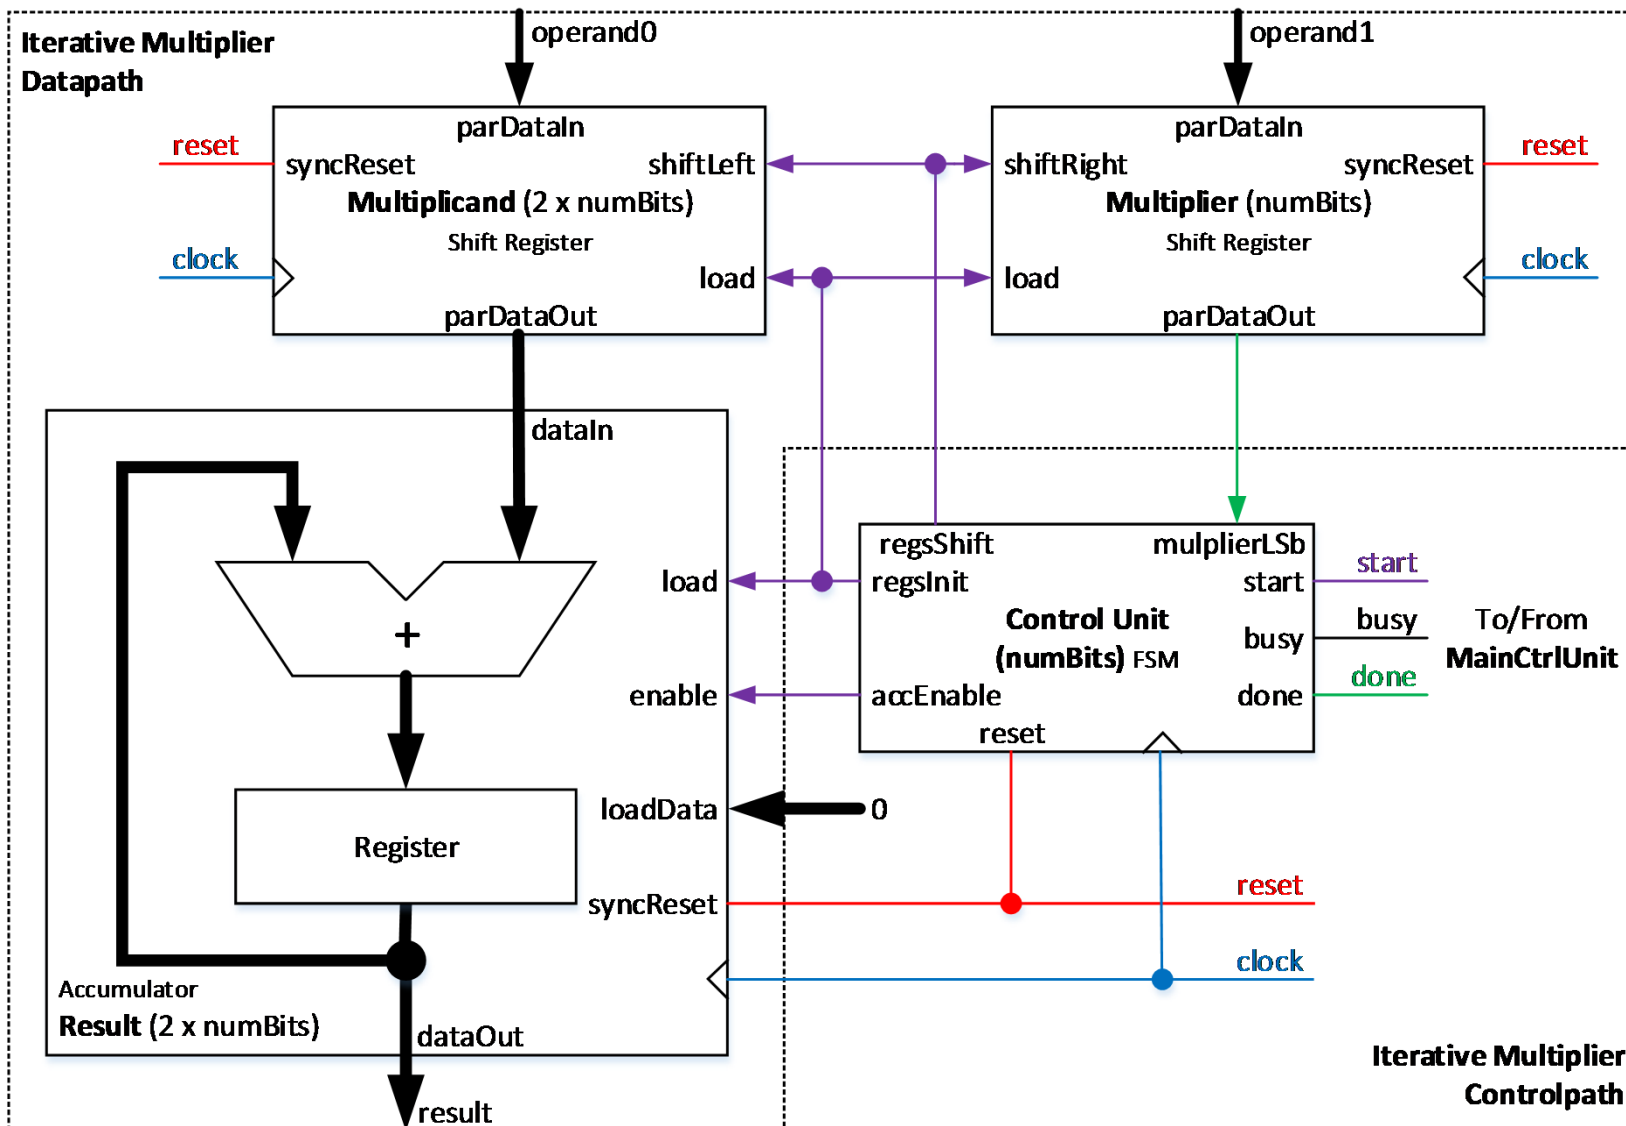 Iterative Multiplier
Datapath
operand0
operand1
parDataIn
reset
syncReset
shiftLeft
Multiplicand (2 x numBits)
Shift Register
clock
load
parDataOut
parDataIn
shiftRight
syncReset
reset
Multiplier (numBits)
Shift Register
load
clock
parDataOut
dataIn
+
Register
load
enable
loadData
0
syncReset
Accumulator
Result (2 x numBits)
dataOut
result
regsShift
mulplierLSb
regsInit
start
start
Control Unit
(numBits) FSM
busy
busy
accEnable
done
done
reset
To/From
MainCtrlUnit
reset
clock
Iterative Multiplier
Controlpath